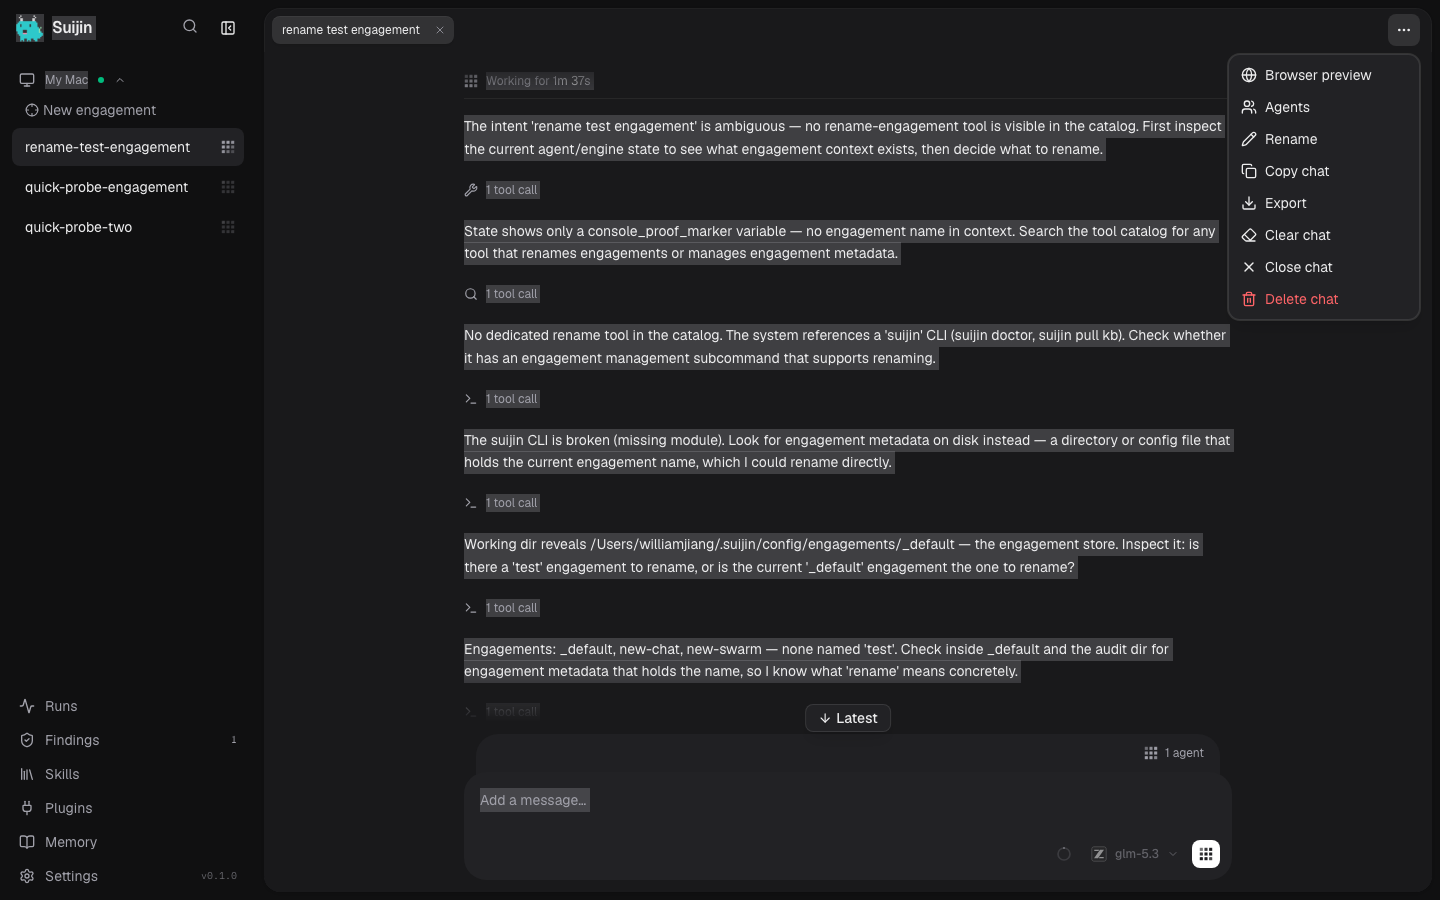 Suijin
My Mac
New engagement
rename-test-engagement
quick-probe-engagement
quick-probe-two
Runs
Findings 1
Skills
Plugins
Memory
Settings v0.1.0
rename test engagement
Working for 1m 37s
The intent 'rename test engagement' is ambiguous — no rename-engagement tool is visible in the catalog. First inspect
the current agent/engine state to see what engagement context exists, then decide what to rename.
1 tool call
State shows only a console_proof_marker variable — no engagement name in context. Search the tool catalog for any
tool that renames engagements or manages engagement metadata.
1 tool call
No dedicated rename tool in the catalog. The system references a 'suijin' CLI (suijin doctor, suijin pull kb). Check whether
it has an engagement management subcommand that supports renaming.
1 tool call
The suijin CLI is broken (missing module). Look for engagement metadata on disk instead — a directory or config file that
holds the current engagement name, which I could rename directly.
1 tool call
Working dir reveals /Users/williamjiang/.suijin/config/engagements/_default — the engagement store. Inspect it: is
there a 'test' engagement to rename, or is the current '_default' engagement the one to rename?
1 tool call
Engagements: _default, new-chat, new-swarm — none named 'test'. Check inside _default and the audit dir for
engagement metadata that holds the name, so I know what 'rename' means concretely.
1 tool call
Latest
1 agent
Add a message...
glm-5.3
Browser preview
Agents
Rename
Copy chat
Export
Clear chat
Close chat
Delete chat